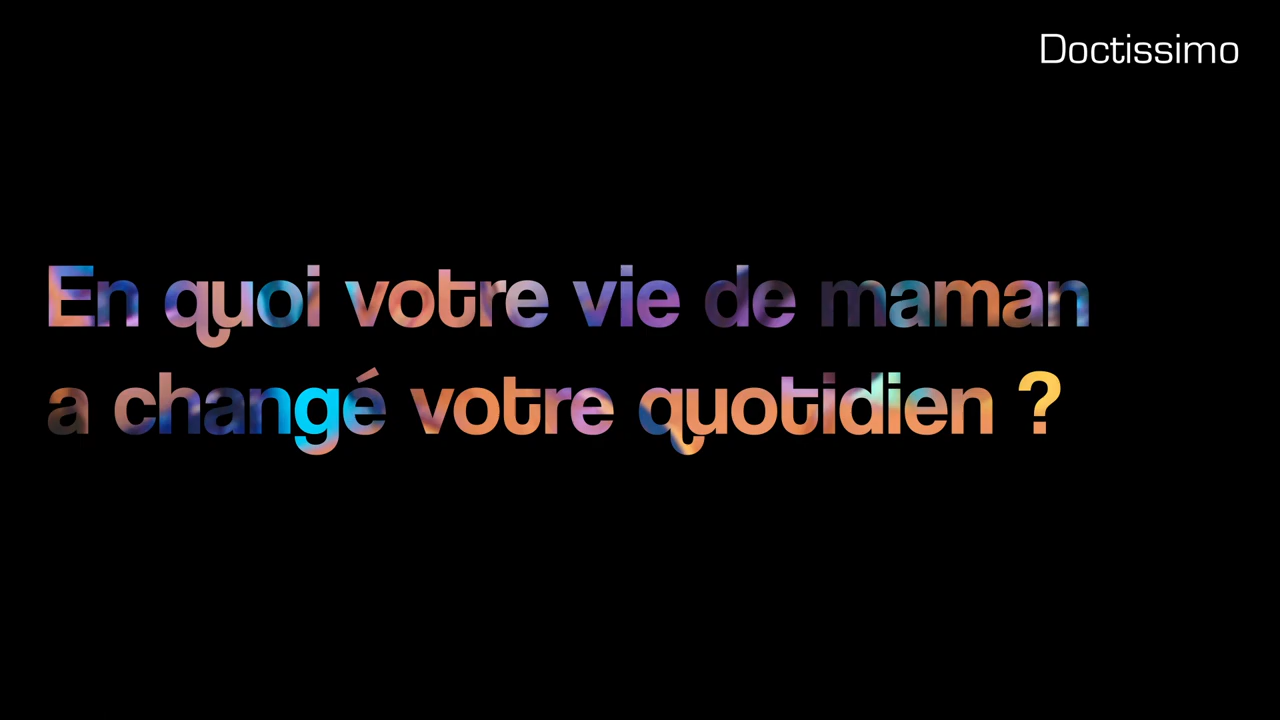 Doctissimo
En quoi votre vie de maman
a changé votre quotidien ?